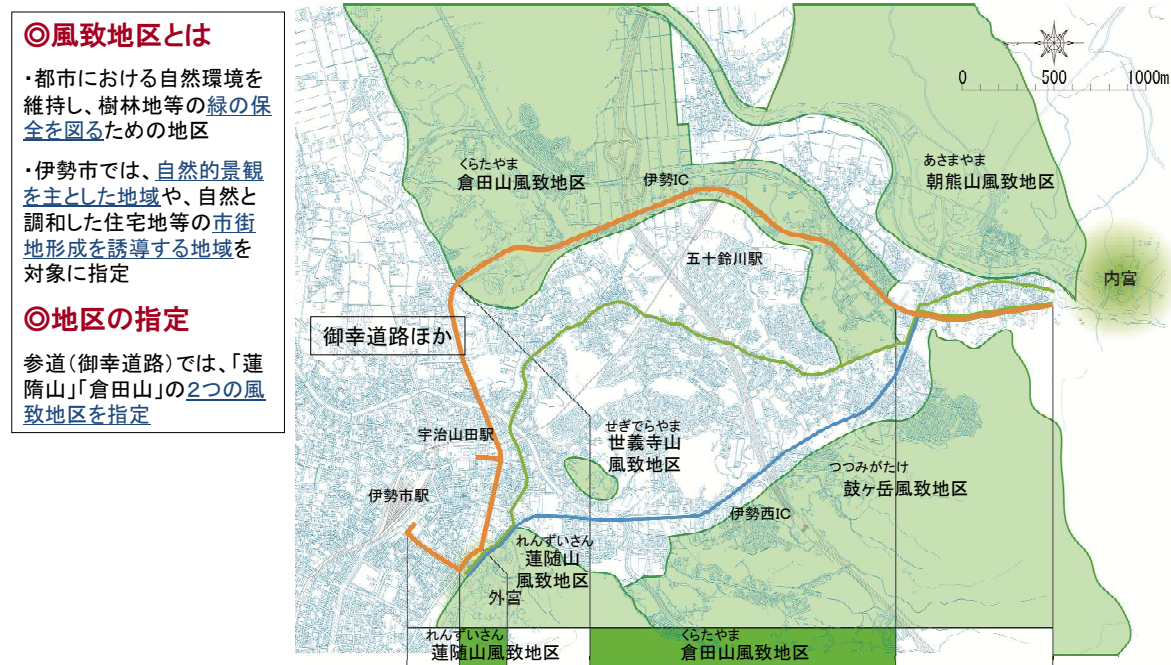 ◎風致地区とは
・都市における自然環境を
維持し、樹林地等の緑の保
全を図るための地区
・伊勢市では、自然的景観
を主とした地域や、自然と
調和した住宅地等の市街
地形成を誘導する地域を
対象に指定
◎地区の指定
参道(御幸道路)では、「蓮
隋山」「倉田山」の2つの風
致地区を指定
0 500 1000m
くらたやま
倉田山風致地区
伊勢IC
あさまやま
朝熊山風致地区
五十鈴川駅
内宮
御幸道路ほか
宇治山田駅
せぎでらやま
世義寺山
風致地区
つつみがたけ
鼓ヶ岳風致地区
伊勢市駅
伊勢西IC
れんずいさん
蓮随山
風致地区
外宮
れんずいさん
蓮随山風致地区
くらたやま
倉田山風致地区